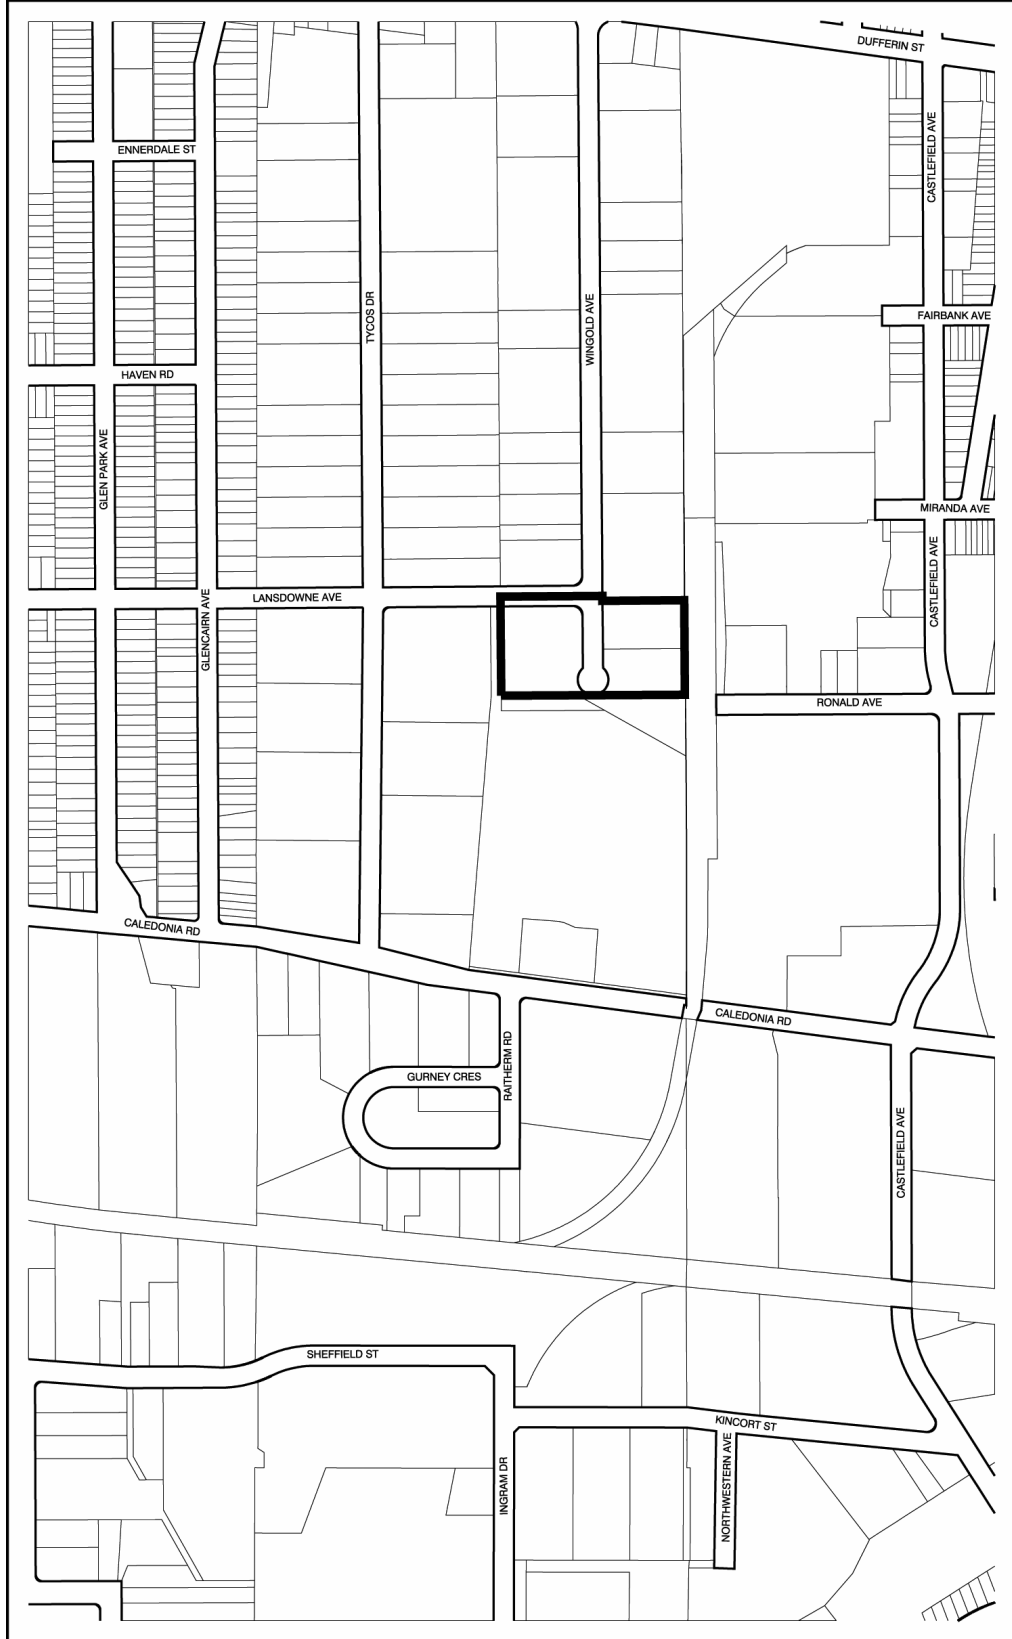 DUFFERIN ST
CASTLEFIELD AVE
ENNERDALE ST
TYCOS DR
WINGOLD AVE
FAIRBANK AVE
HAVEN RD
GLEN PARK AVE
MIRANDA AVE
CASTLEFIELD AVE
GLENCAIRN AVE
LANSDOWNE AVE
RONALD AVE
CALEDONIA RD
CALEDONIA RD
RAITHERM RD
GURNEY CRES
CASTLEFIELD AVE
SHEFFIELD ST
KINCORT ST
INGRAM DR
NORTHWESTERN AVE